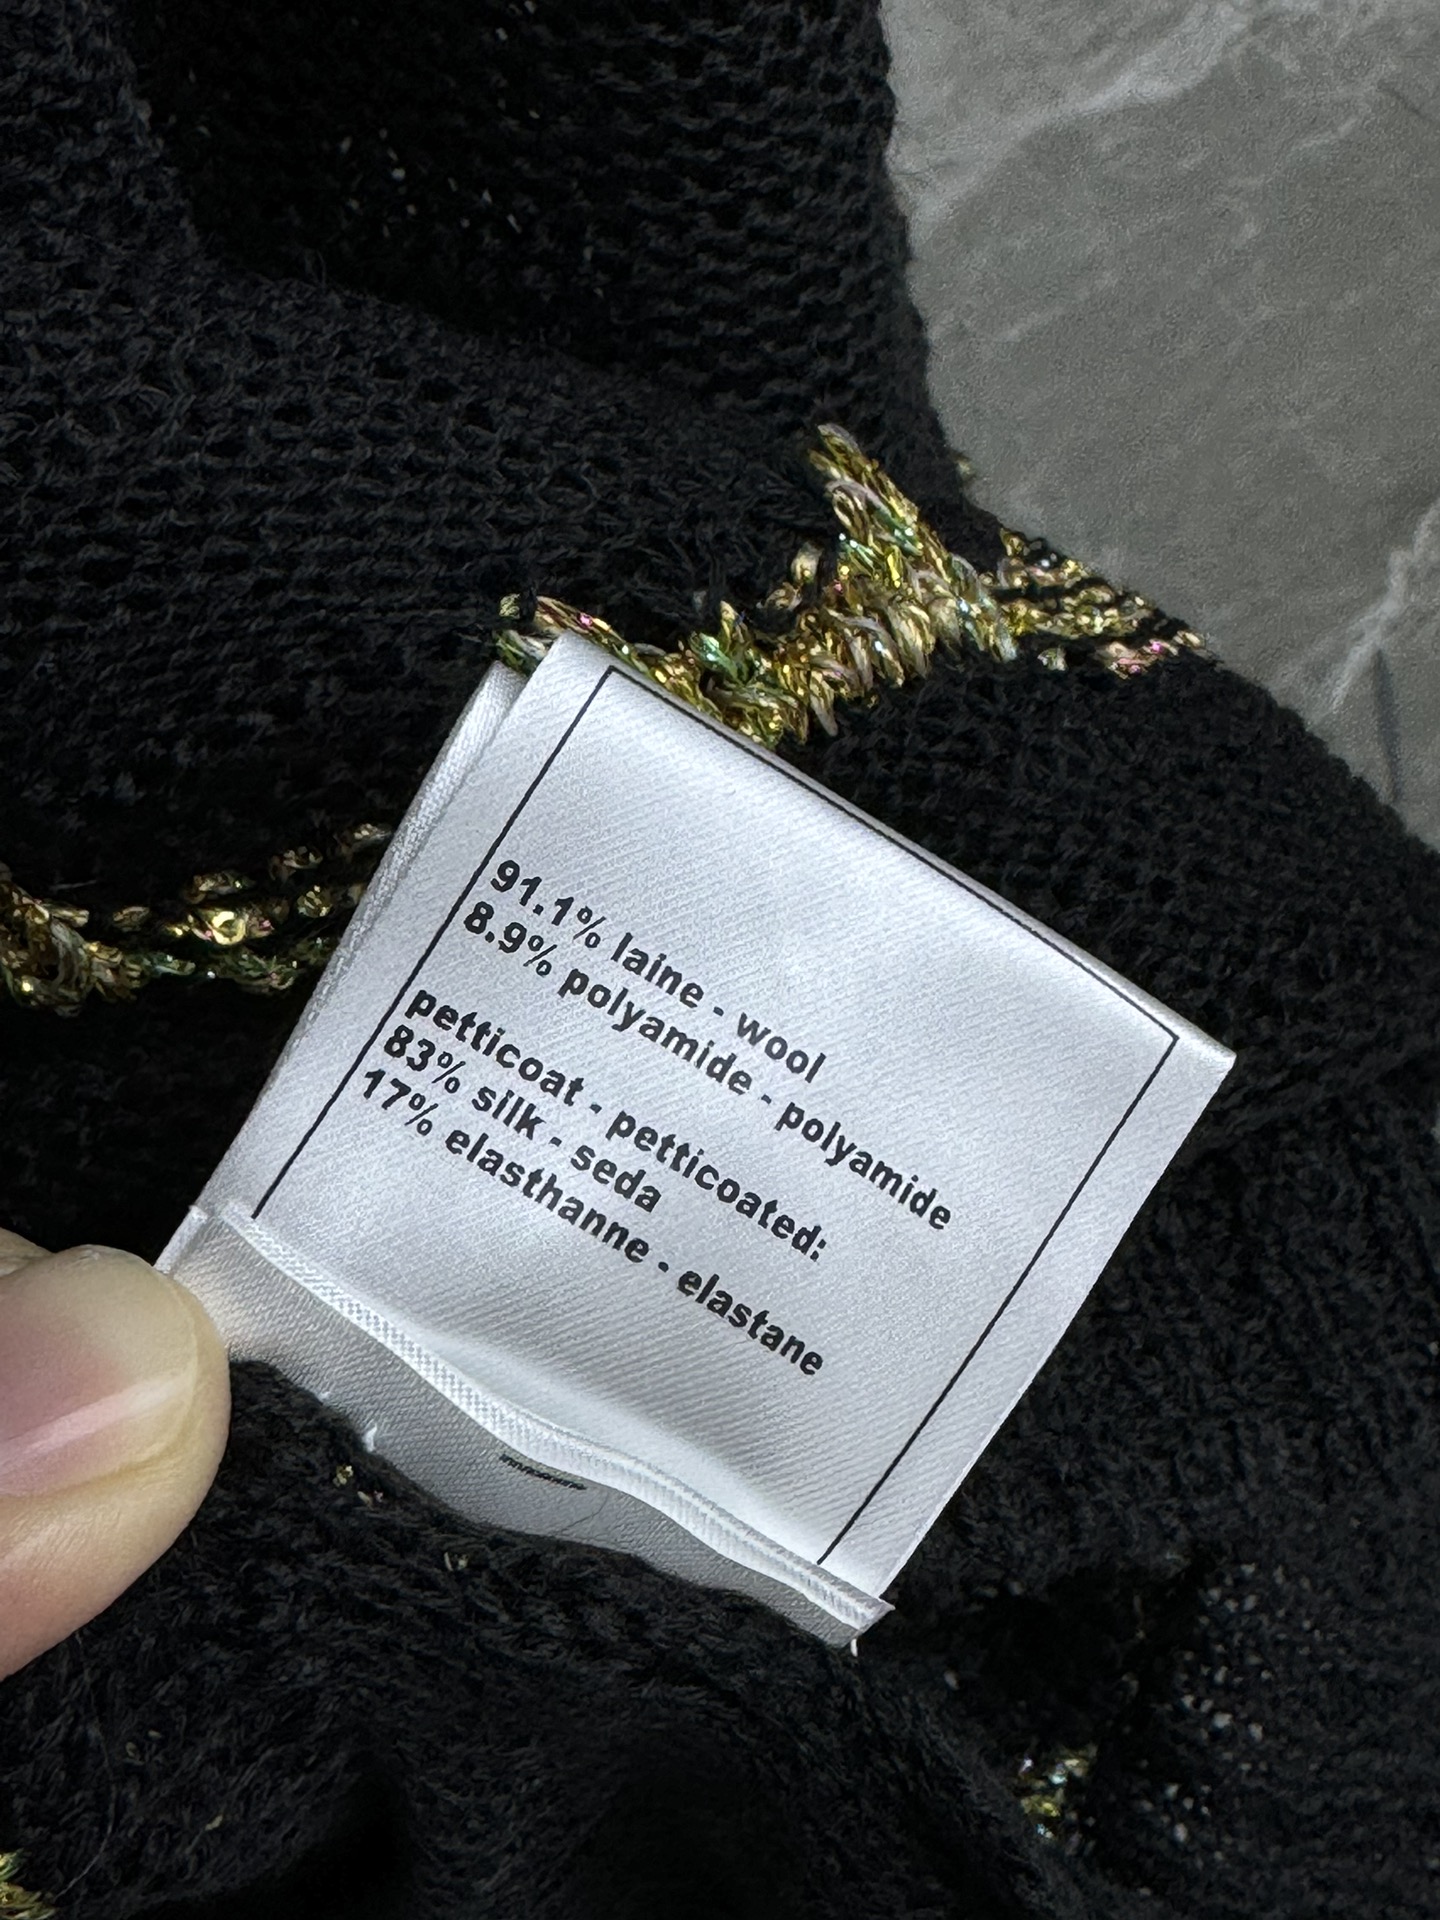 91.1% laine - wool
8.9% polyamide - polyamide
petticoat - petticoated:
83% silk - seda
17% elasthanne - elastane